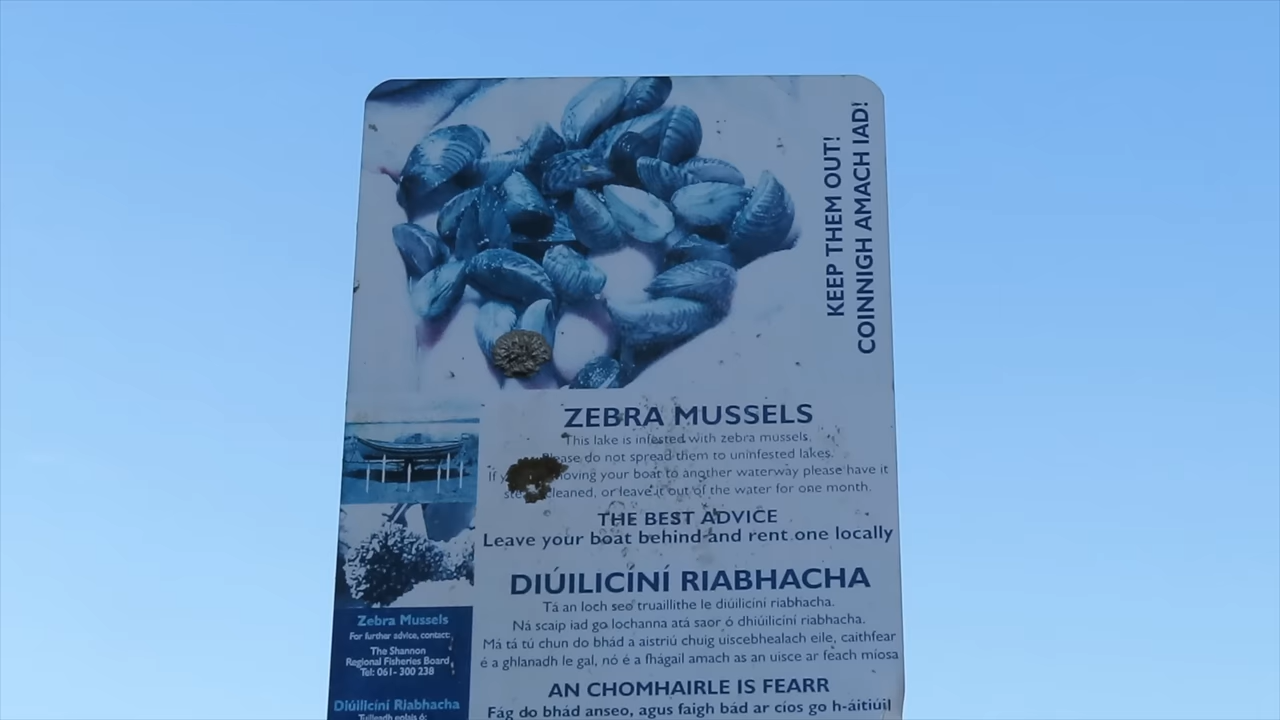 KEEP THEM OUT!
COINNIGH AMACH IAD!
ZEBRA MUSSELS
This lake is infested with zebra mussels.
Please do not spread them to uninfested lakes.
If moving your boat to another waterway please have it
cleaned, or leave it out of the water for one month.
THE BEST ADVICE
Leave your boat behind and rent one locally
DIÚILICÍNÍ RIABHACHA
Tá an loch seo truaillithe le diúilicíní riabhacha.
Ná scaip iad go lochanna atá saor ó dhiúilicíní riabhacha.
Má tá tú chun do bhád a aistriú chuig uiscebhealach eile, caithfear
é a ghlanadh le gal, nó é a fhágail amach as an uisce ar feach míosa
AN CHOMHAIRLE IS FEARR
Fág do bhád anseo, agus faigh bád ar cíos go h-áitiúil
Zebra Mussels
For further advice, contact:
The Shannon
Regional Fisheries Board
Tel: 061- 300 238
Diúilicíní Riabhacha
Tuilleadh eolais ó: